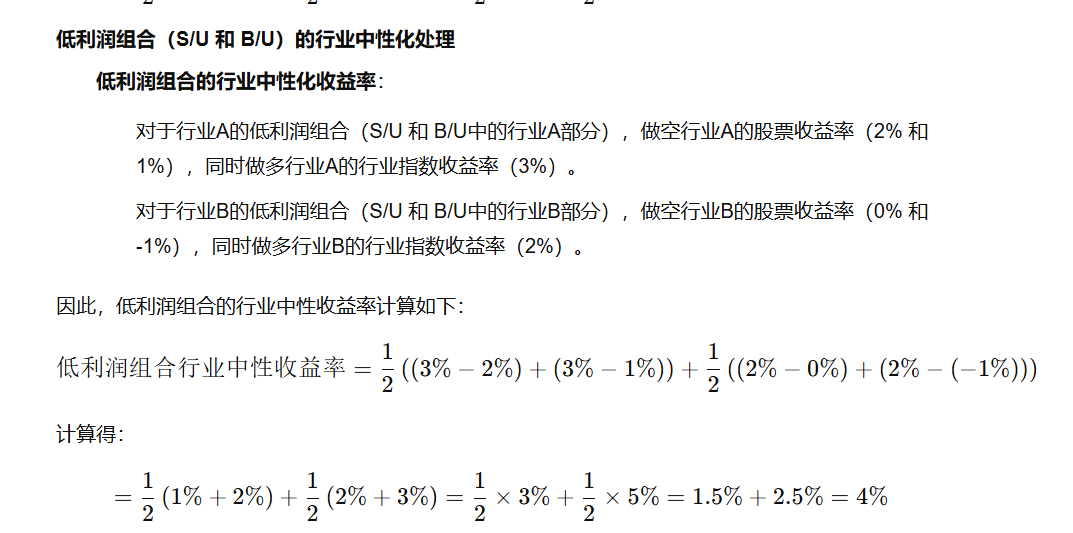 低利润组合（S/U 和 B/U）的行业中性化处理
低利润组合的行业中性化收益率：
对于行业A的低利润组合（S/U 和 B/U中的行业A部分），做空行业A的股票收益率（2% 和
1%），同时做多行业A的行业指数收益率（3%）。
对于行业B的低利润组合（S/U 和 B/U中的行业B部分），做空行业B的股票收益率（0% 和
-1%），同时做多行业B的行业指数收益率（2%）。
因此，低利润组合的行业中性收益率计算如下：
低利润组合行业中性收益率 = 1/2 ((3% − 2%) + (3% − 1%)) + 1/2 ((2% − 0%) + (2% − (−1%)))
计算得：
= 1/2 (1% + 2%) + 1/2 (2% + 3%) = 1/2 × 3% + 1/2 × 5% = 1.5% + 2.5% = 4%